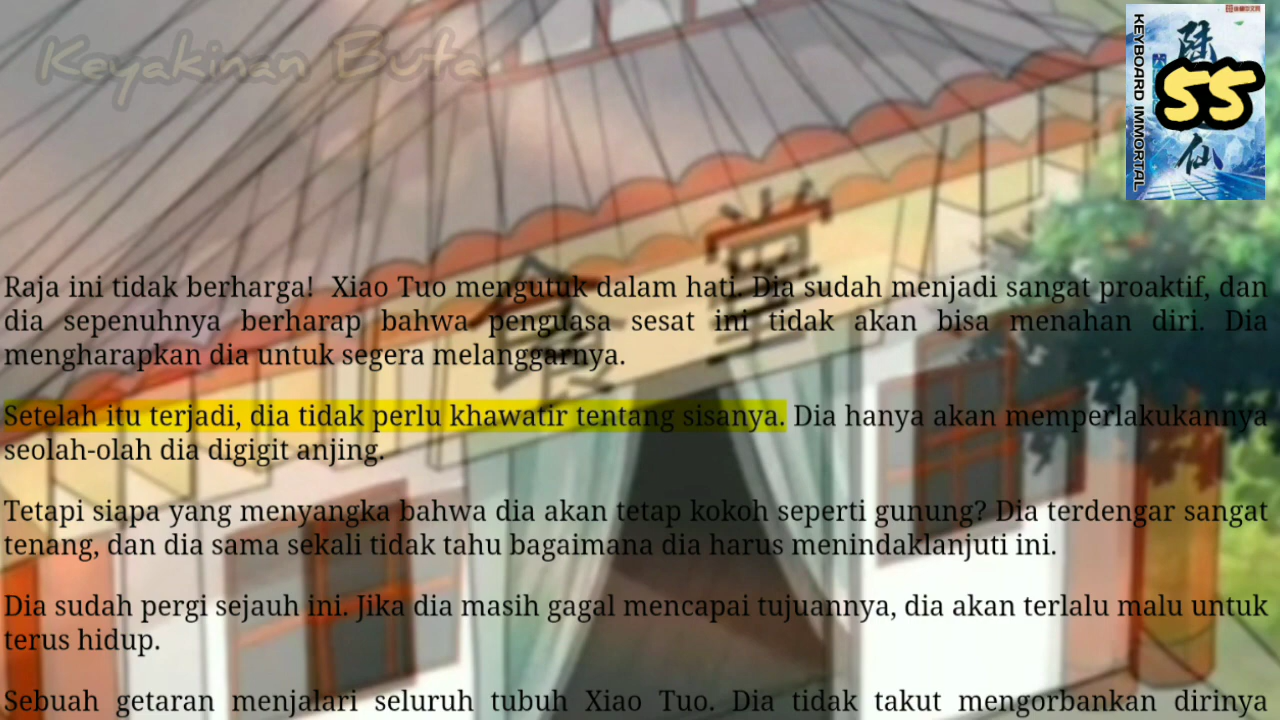 Keyakinan Buta
KEYBOARD IMMORTAL
陆
55
仙
Raja ini tidak berharga!  Xiao Tuo mengutuk dalam hati. Dia sudah menjadi sangat proaktif, dan
dia sepenuhnya berharap bahwa penguasa sesat ini tidak akan bisa menahan diri. Dia
mengharapkan dia untuk segera melanggarnya.
Setelah itu terjadi, dia tidak perlu khawatir tentang sisanya. Dia hanya akan memperlakukannya
seolah-olah dia digigit anjing.
Tetapi siapa yang menyangka bahwa dia akan tetap kokoh seperti gunung? Dia terdengar sangat
tenang, dan dia sama sekali tidak tahu bagaimana dia harus menindaklanjuti ini.
Dia sudah pergi sejauh ini. Jika dia masih gagal mencapai tujuannya, dia akan terlalu malu untuk
terus hidup.
Sebuah getaran menjalari seluruh tubuh Xiao Tuo. Dia tidak takut mengorbankan dirinya